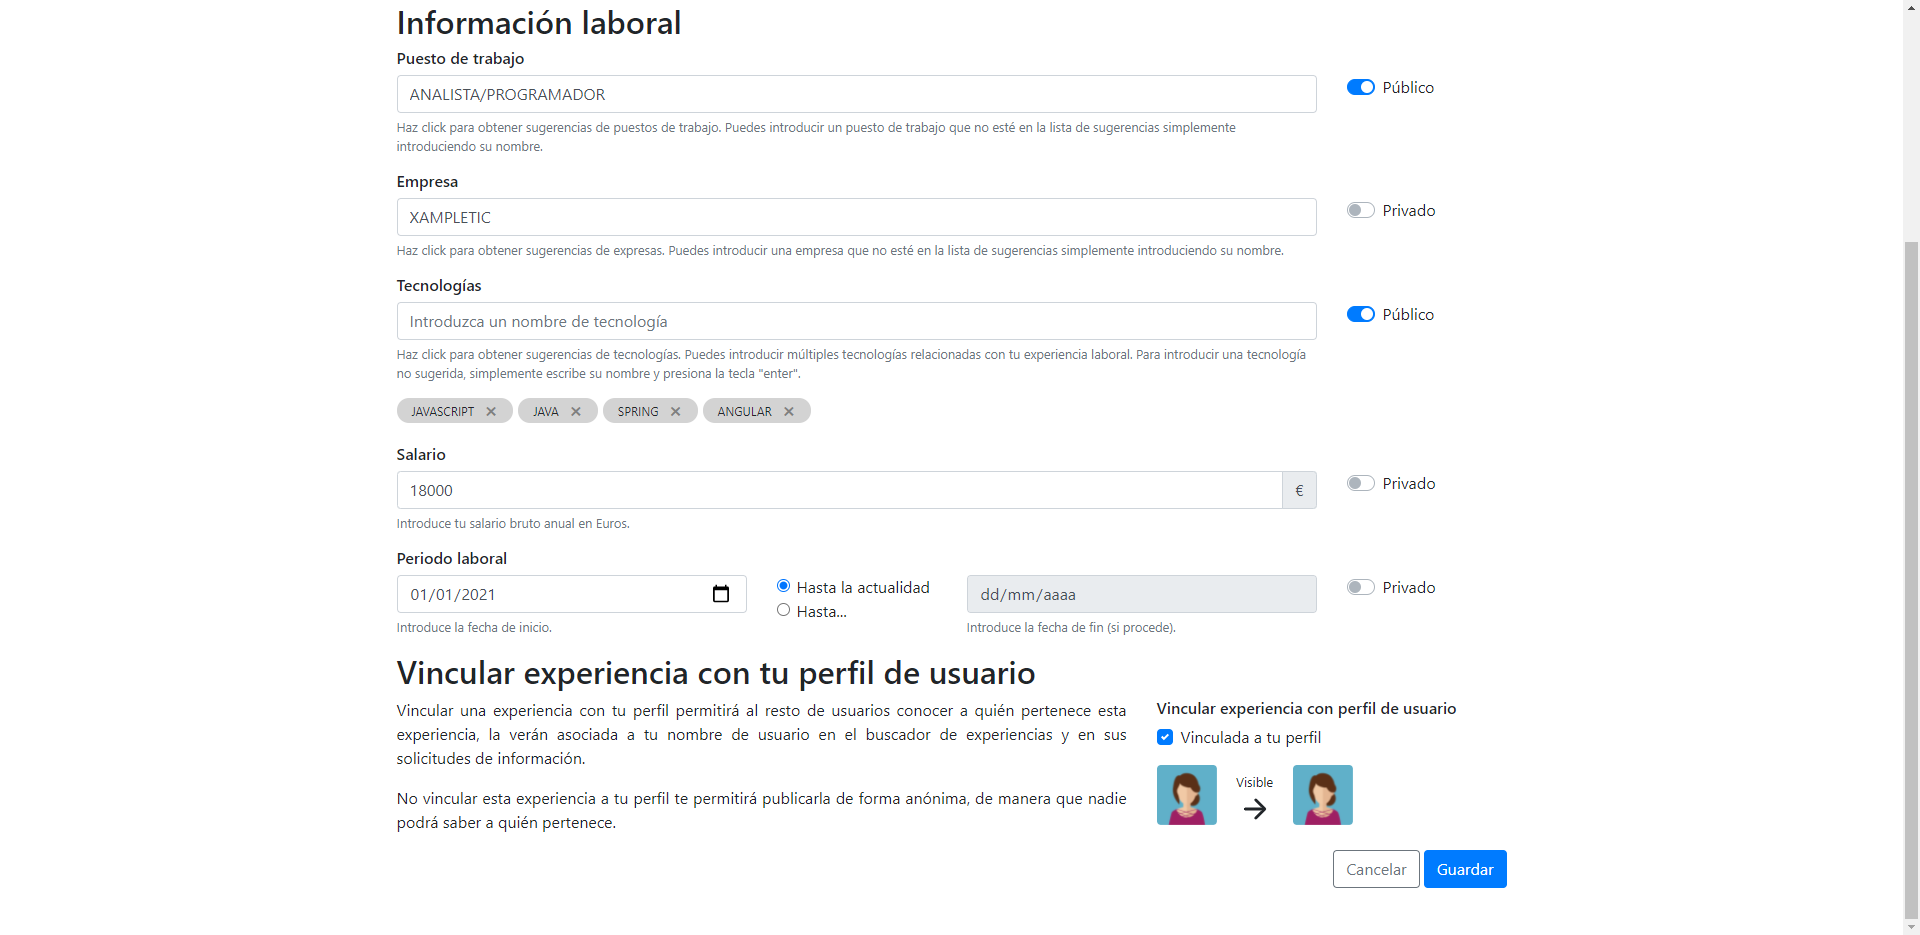 Información laboral
Puesto de trabajo
ANALISTA/PROGRAMADOR
Público
Haz click para obtener sugerencias de puestos de trabajo. Puedes introducir un puesto de trabajo que no esté en la lista de sugerencias simplemente
introduciendo su nombre.
Empresa
XAMPLETIC
Privado
Haz click para obtener sugerencias de expresas. Puedes introducir una empresa que no esté en la lista de sugerencias simplemente introduciendo su nombre.
Tecnologías
Introduzca un nombre de tecnología
Público
Haz click para obtener sugerencias de tecnologías. Puedes introducir múltiples tecnologías relacionadas con tu experiencia laboral. Para introducir una tecnología
no sugerida, simplemente escribe su nombre y presiona la tecla "enter".
JAVASCRIPT JAVA SPRING ANGULAR
Salario
18000 €
Privado
Introduce tu salario bruto anual en Euros.
Periodo laboral
01/01/2021
Hasta la actualidad
Hasta...
dd/mm/aaaa
Privado
Introduce la fecha de inicio.
Introduce la fecha de fin (si procede).
Vincular experiencia con tu perfil de usuario
Vincular una experiencia con tu perfil permitirá al resto de usuarios conocer a quién pertenece esta
experiencia, la verán asociada a tu nombre de usuario en el buscador de experiencias y en sus
solicitudes de información.
No vincular esta experiencia a tu perfil te permitirá publicarla de forma anónima, de manera que nadie
podrá saber a quién pertenece.
Vincular experiencia con perfil de usuario
Vinculada a tu perfil
Visible
Cancelar
Guardar